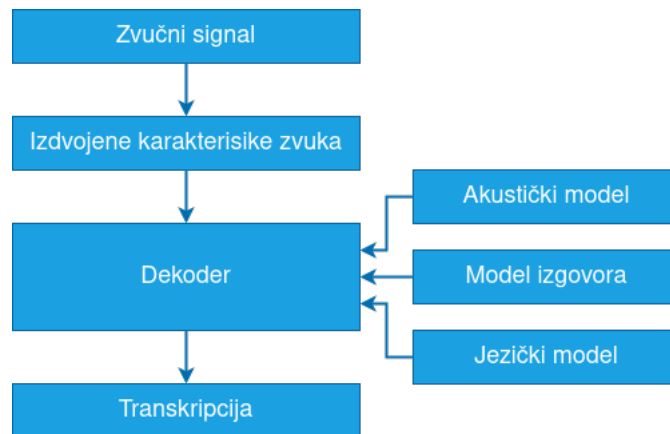 Zvučni signal
Izdvojene karakterisike zvuka
Akustički model
Dekoder
Model izgovora
Jezički model
Transkripcija